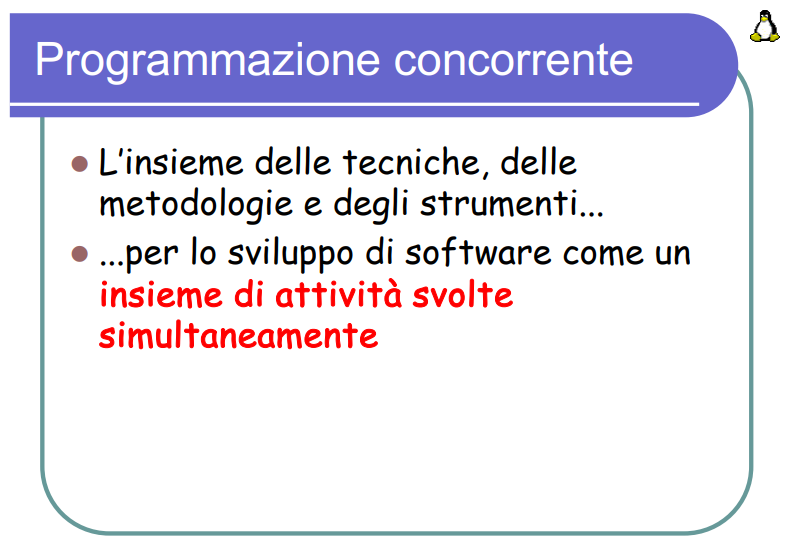 Programmazione concorrente
L’insieme delle tecniche, delle
metodologie e degli strumenti...
...per lo sviluppo di software come un
insieme di attività svolte
simultaneamente